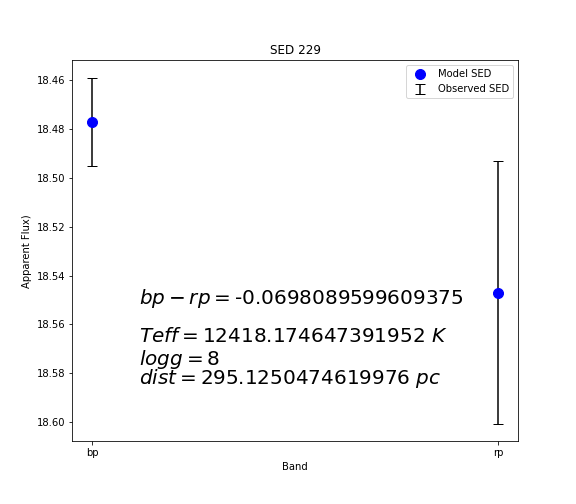 SED 229
Model SED
Observed SED
18.46
18.48
18.50
18.52
18.54
18.56
18.58
18.60
Apparent Flux)
bp − rp = -0.0698089599609375
Teff = 12418.174647391952 K
logg = 8
dist = 295.1250474619976 pc
bp
rp
Band